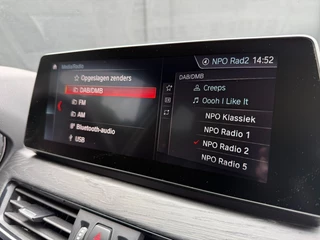 Media/Radio
NPO Rad2 14:52
Opgeslagen zenders
DAB/DMB
FM
AM
Bluetooth-audio
USB
DAB/DMB
Creeps
Oooh I Like It
NPO Klassiek
NPO Radio 1
NPO Radio 2
NPO Radio 5